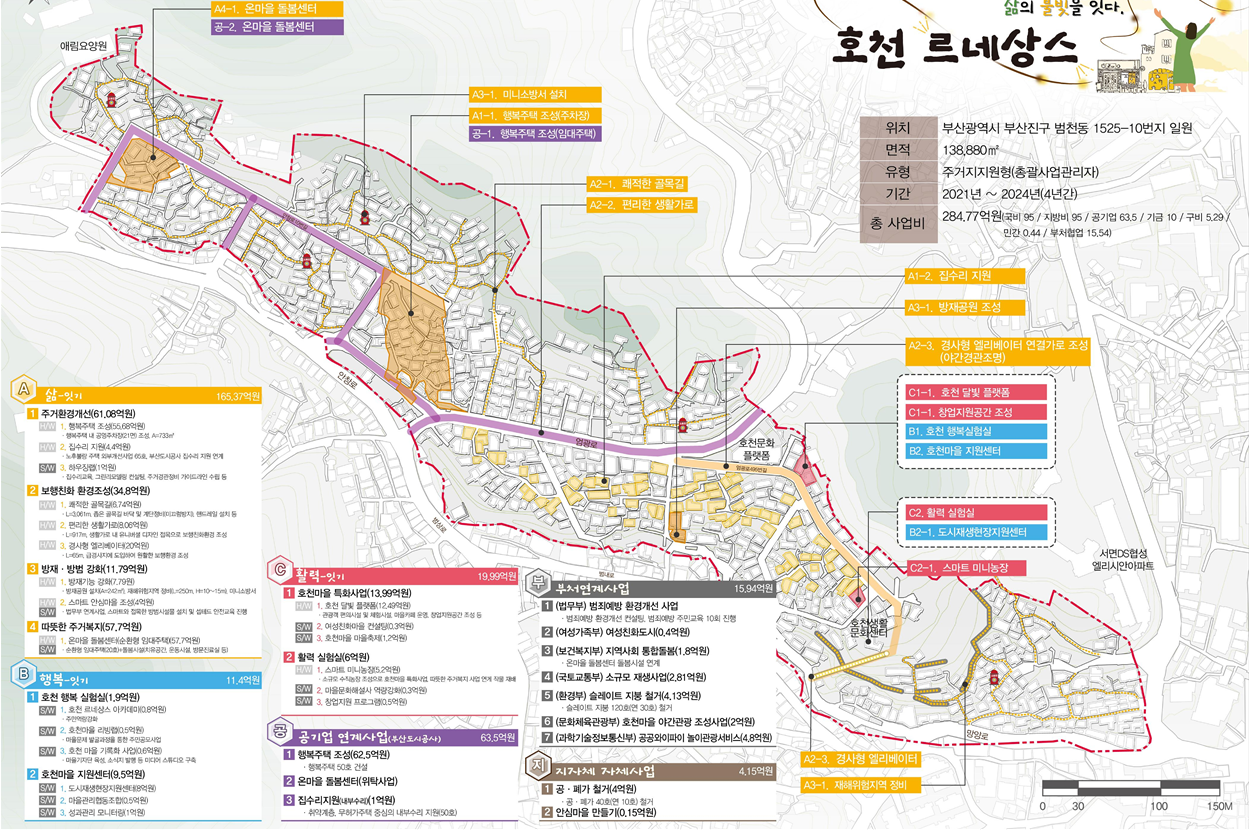 삶의 불빛을 잇다.
호천 르네상스
위치 부산광역시 부산진구 범천동 1525-10번지 일원
면적 138,880㎡
유형 주거지지원형(총괄사업관리자)
기간 2021년 ~ 2024년(4년간)
총 사업비 284.77억원(국비 95 / 지방비 95 / 공기업 63.5 / 기금 10 / 구비 5.29 /
민간 0.44 / 부처협업 15.54)
A4-1. 온마을 돌봄센터
공-2. 온마을 돌봄센터
애림요양원
A3-1. 미니소방서 설치
A1-1. 행복주택 조성(주차장)
공-1. 행복주택 조성(임대주택)
A2-1. 쾌적한 골목길
A2-2. 편리한 생활가로
A1-2. 집수리 지원
A3-1. 방재공원 조성
A2-3. 경사형 엘리베이터 연결가로 조성
(야간경관조명)
C1-1. 호천 달빛 플랫폼
C1-1. 창업지원공간 조성
B1. 호천 행복실험실
B2. 호천마을 지원센터
C2. 활력 실험실
B2-1. 도시재생현장지원센터
C2-1. 스마트 미니농장
서면DS협성
엘리시안아파트
안창로
엄광로
호천문화
플랫폼
엄광로495번길
범상로
범내로
호천생활
문화센터
망양로
A2-3. 경사형 엘리베이터
A3-1. 재해위험지역 정비
0 30 100 150M
A 삶-잇기 165.37억원
1 주거환경개선(61.08억원)
H/W 1. 행복주택 조성(55.68억원)
- 행복주택 내 공영주차장(21면) 조성, A=733㎡
H/W 2. 집수리 지원(4.4억원)
- 노후불량 주택 외부개선사업 65호, 부산도시공사 집수리 지원 연계
S/W 3. 하우징랩(1억원)
- 집수리교육, 그린리모델링 컨설팅, 주거경관정비 가이드라인 수립 등
2 보행친화 환경조성(34.8억원)
H/W 1. 쾌적한 골목길(6.74억원)
- L=3,061m, 좁은 골목길 바닥 및 계단정비(미끄럼방지), 핸드레일 설치 등
H/W 2. 편리한 생활가로(8.06억원)
- L=917m, 생활가로 내 유니버설 디자인 접목으로 보행친화환경 조성
H/W 3. 경사형 엘리베이터(20억원)
- L=65m, 급경사지에 도입하여 원활한 보행환경 조성
3 방재 · 방범 강화(11.79억원)
H/W 1. 방재기능 강화(7.79억원)
- 방재공원 설치(A=242㎡), 재해위험지역 정비(L=250m, H=10~15m), 미니소방서
H/W 2. 스마트 안심마을 조성(4억원)
S/W - 법무부 연계사업, 스마트와 접목한 방범시설물 설치 및 셉테드 안전교육 진행
4 따뜻한 주거복지(57.7억원)
H/W 1. 온마을 돌봄센터(순환형 임대주택)(57.7억원)
S/W - 순환형 임대주택(20호)+돌봄시설(치유공간, 운동시설, 방문진료실 등)
B 행복-잇기 11.4억원
1 호천 행복 실험실(1.9억원)
S/W 1. 호천 르네상스 아카데미(0.8억원)
- 주민역량강화
S/W 2. 호천마을 리빙랩(0.5억원)
- 마을문제 발굴과정을 통한 주민공모사업
S/W 3. 호천 마을 기록화 사업(0.6억원)
- 마을기자단 육성, 소식지 발행 등 미디어 스튜디오 구축
2 호천마을 지원센터(9.5억원)
S/W 1. 도시재생현장지원센터(8억원)
S/W 2. 마을관리협동조합(0.5억원)
S/W 3. 성과관리 모니터링(1억원)
C 활력-잇기 19.99억원
1 호천마을 특화사업(13.99억원)
H/W 1. 호천 달빛 플랫폼(12.49억원)
- 관광객 편의시설 및 체험시설, 마을카페 운영, 창업지원공간 조성 등
S/W 2. 여성친화마을 컨설팅(0.3억원)
S/W 3. 호천마을 마을축제(1.2억원)
2 활력 실험실(6억원)
H/W 1. 스마트 미니농장(5.2억원)
- 소규모 수직농장 조성으로 호천마을 특화사업, 따뜻한 주거복지 사업 연계 작물 재배
S/W 2. 마을문화해설사 역량강화(0.3억원)
S/W 3. 창업지원 프로그램(0.5억원)
공 공기업 연계사업(부산도시공사) 63.5억원
1 행복주택 조성(62.5억원)
- 행복주택 50호 건설
2 온마을 돌봄센터(위탁사업)
3 집수리지원(내부수리)(1억원)
- 취약계층, 무허가주택 중심의 내부수리 지원(50호)
부 부처연계사업 15.94억원
1 (법무부) 범죄예방 환경개선 사업
- 범죄예방 환경개선 컨설팅, 범죄예방 주민교육 10회 진행
2 (여성가족부) 여성친화도시(0.4억원)
3 (보건복지부) 지역사회 통합돌봄(1.8억원)
- 온마을 돌봄센터 돌봄시설 연계
4 (국토교통부) 소규모 재생사업(2.81억원)
5 (환경부) 슬레이트 지붕 철거(4.13억원)
- 슬레이트 지붕 120호(연 30호) 철거
6 (문화체육관광부) 호천마을 야간관광 조성사업(2억원)
7 (과학기술정보통신부) 공공와이파이 놀이관광서비스(4.8억원)
지 지자체 자체사업 4.15억원
1 공 · 폐가 철거(4억원)
- 공 · 폐가 40호(연 10호) 철거
2 안심마을 만들기(0.15억원)